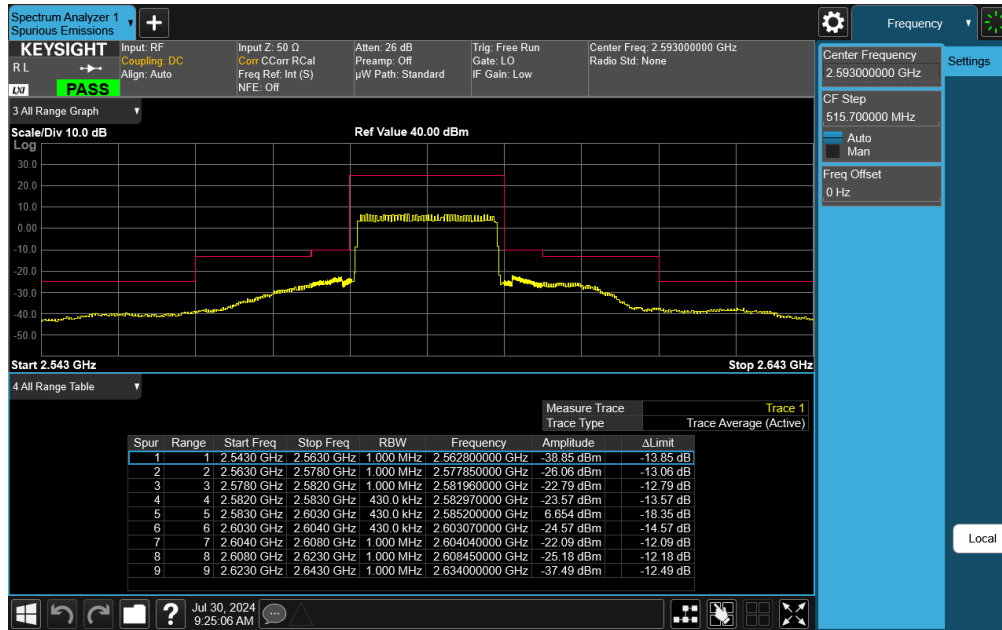 Spectrum Analyzer 1
Spurious Emissions
Frequency
KEYSIGHT
R L
LXI
PASS
Input: RF
Coupling: DC
Align: Auto
Input Z: 50 Ω
Corr CCorr RCal
Freq Ref: Int (S)
NFE: Off
Atten: 26 dB
Preamp: Off
µW Path: Standard
Trig: Free Run
Gate: LO
IF Gain: Low
Center Freq: 2.593000000 GHz
Radio Std: None
Center Frequency
2.593000000 GHz
Settings
CF Step
515.700000 MHz
Auto
Man
Freq Offset
0 Hz
Local
3 All Range Graph
Scale/Div 10.0 dB
Ref Value 40.00 dBm
Log
30.0
20.0
10.0
0.00
-10.0
-20.0
-30.0
-40.0
-50.0
Start 2.543 GHz
Stop 2.643 GHz
4 All Range Table
Measure Trace Trace 1
Trace Type Trace Average (Active)
Spur Range Start Freq Stop Freq RBW Frequency Amplitude ΔLimit
1 1 2.5430 GHz 2.5630 GHz 1.000 MHz 2.562800000 GHz -38.85 dBm -13.85 dB
2 2 2.5630 GHz 2.5780 GHz 1.000 MHz 2.577850000 GHz -26.06 dBm -13.06 dB
3 3 2.5780 GHz 2.5820 GHz 1.000 MHz 2.581960000 GHz -22.79 dBm -12.79 dB
4 4 2.5820 GHz 2.5830 GHz 430.0 kHz 2.582970000 GHz -23.57 dBm -13.57 dB
5 5 2.5830 GHz 2.6030 GHz 430.0 kHz 2.585200000 GHz 6.654 dBm -18.35 dB
6 6 2.6030 GHz 2.6040 GHz 430.0 kHz 2.603070000 GHz -24.57 dBm -14.57 dB
7 7 2.6040 GHz 2.6080 GHz 1.000 MHz 2.604040000 GHz -22.09 dBm -12.09 dB
8 8 2.6080 GHz 2.6230 GHz 1.000 MHz 2.608450000 GHz -25.18 dBm -12.18 dB
9 9 2.6230 GHz 2.6430 GHz 1.000 MHz 2.634000000 GHz -37.49 dBm -12.49 dB
Jul 30, 2024
9:25:06 AM